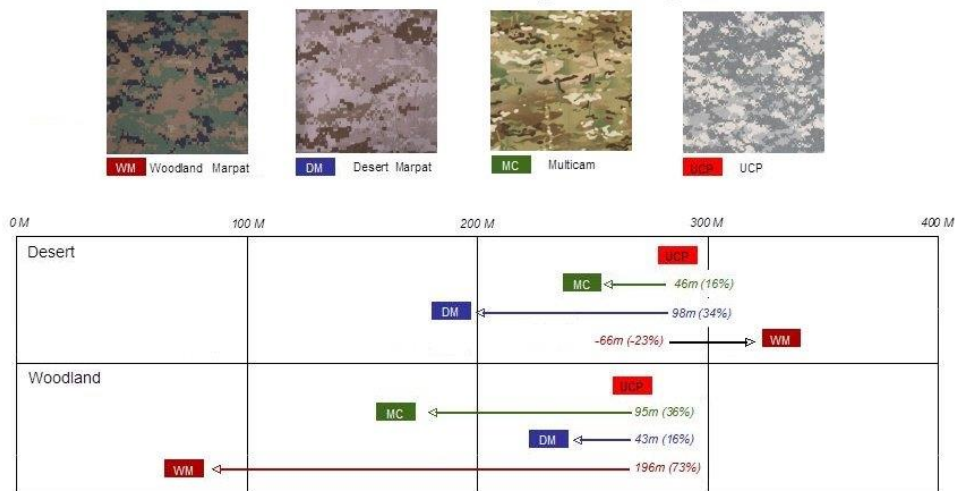 WM Woodland Marpat
DM Desert Marpat
MC Multicam
UCP UCP
0 M 100 M 200 M 300 M 400 M
Desert
UCP
MC 46m (16%)
DM 98m (34%)
-66m (-23%) WM
Woodland
UCP
MC 95m (36%)
DM 43m (16%)
WM 196m (73%)